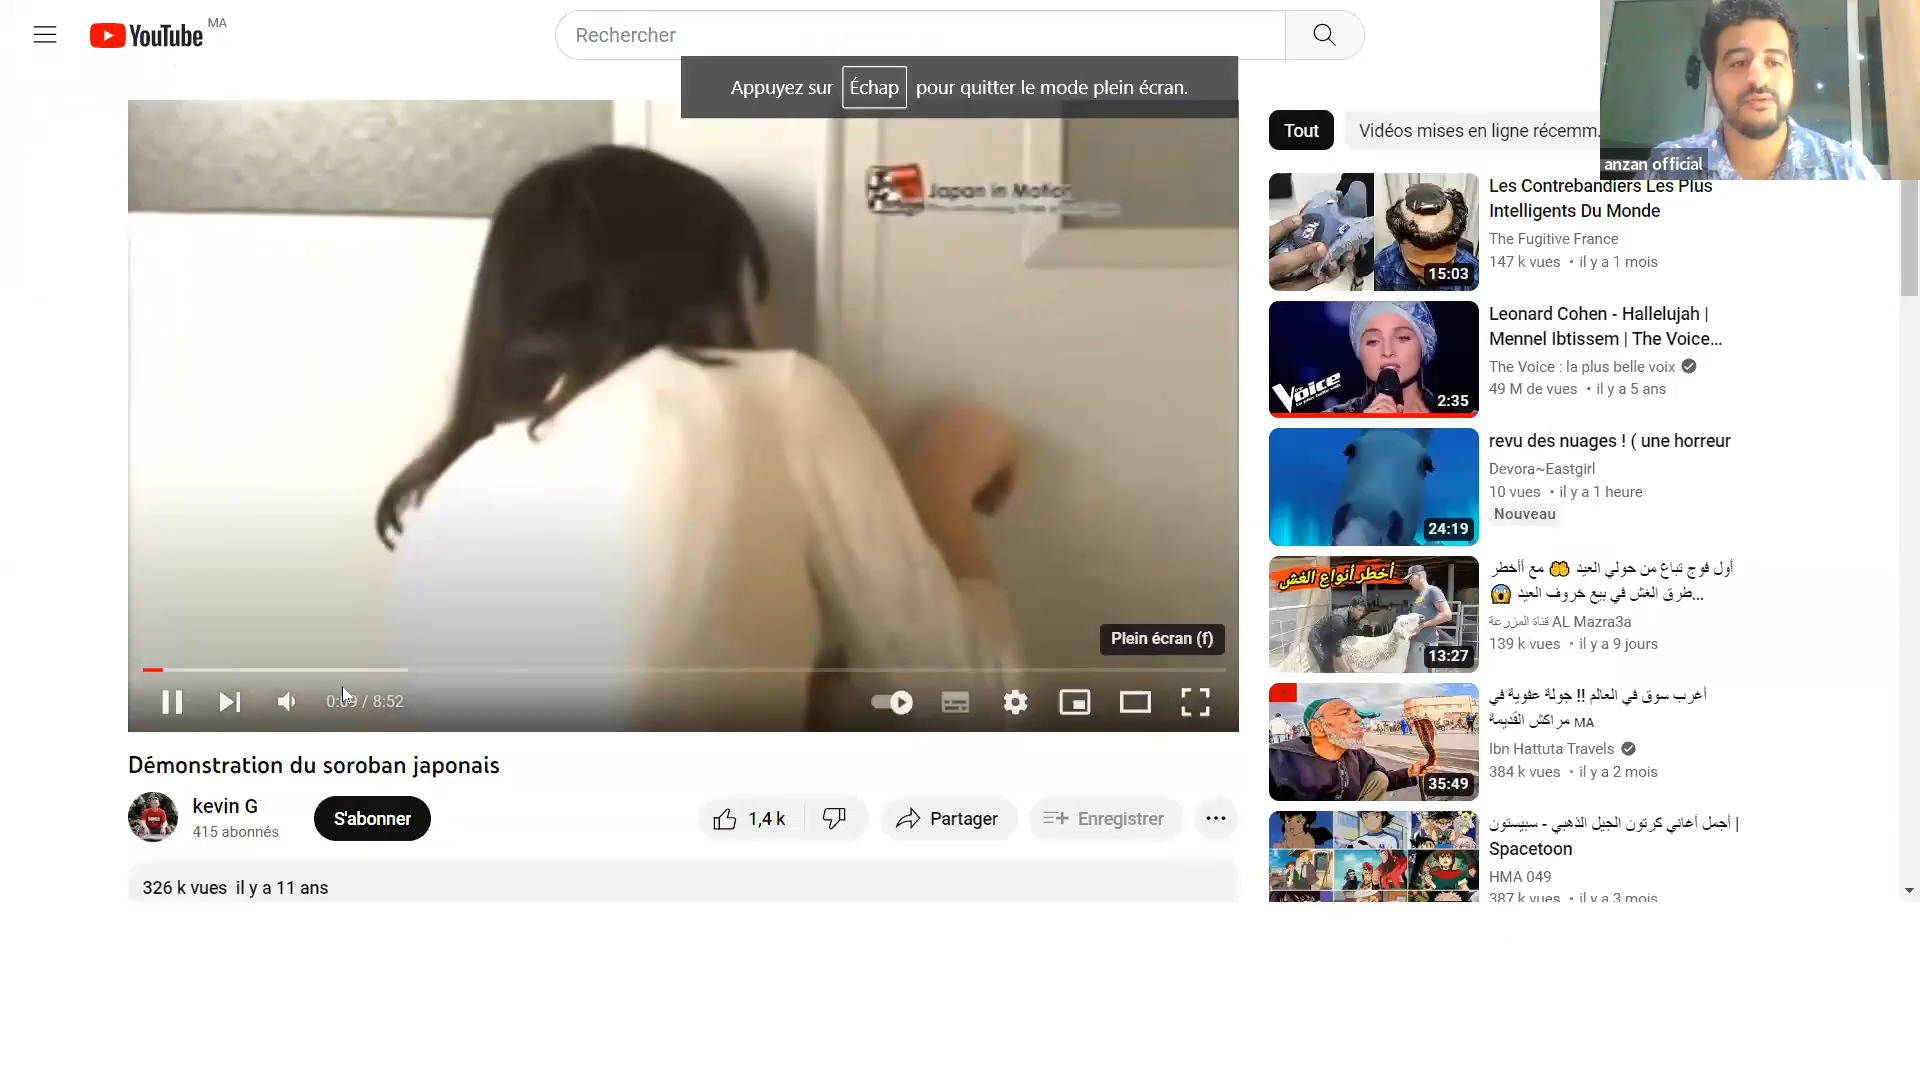 YouTube MA
Rechercher
Appuyez sur Échap pour quitter le mode plein écran.
anzan official
Japan in Motion
Plein écran (f)
/ 8:52
Démonstration du soroban japonais
kevin G
415 abonnés
S'abonner
1,4 k
Partager
Enregistrer
326 k vues il y a 11 ans
Tout
Vidéos mises en ligne récemm.
15:03
Les Contrebandiers Les Plus
Intelligents Du Monde
The Fugitive France
147 k vues • il y a 1 mois
Voice
2:35
Leonard Cohen - Hallelujah |
Mennel Ibtissem | The Voice...
The Voice : la plus belle voix
49 M de vues • il y a 5 ans
24:19
revu des nuages ! ( une horreur
Devora~Eastgirl
10 vues • il y a 1 heure
Nouveau
أخطر أنواع الغش
13:27
أول فوج تباع من حولي العيد 🤲 مع أأخطر
طرق الغش في بيع خروف العيد 😱...
قناة المزرعة AL Mazra3a
139 k vues • il y a 9 jours
35:49
أغرب سوق في العالم !! جولة عفوية في
مراكش القديمة MA
Ibn Hattuta Travels
384 k vues • il y a 2 mois
أجمل أغاني كرتون الجيل الذهبي - سبيستون |
Spacetoon
HMA 049
387 k vues • il y a 3 mois